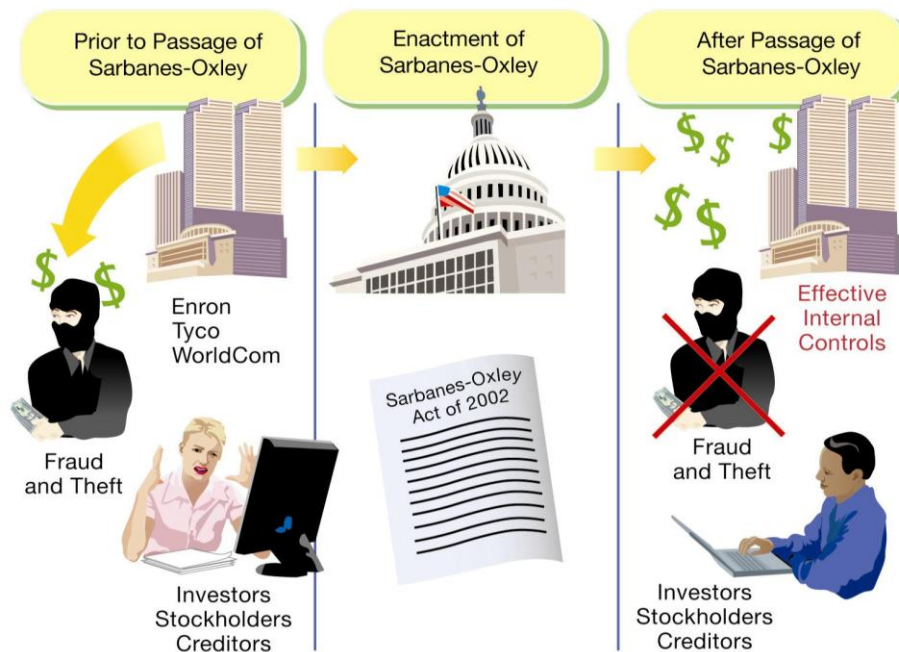 Prior to Passage of
Sarbanes-Oxley
Enactment of
Sarbanes-Oxley
After Passage of
Sarbanes-Oxley
Enron
Tyco
WorldCom
Fraud
and Theft
Investors
Stockholders
Creditors
Sarbanes-Oxley
Act of 2002
Effective
Internal
Controls
Fraud
and Theft
Investors
Stockholders
Creditors